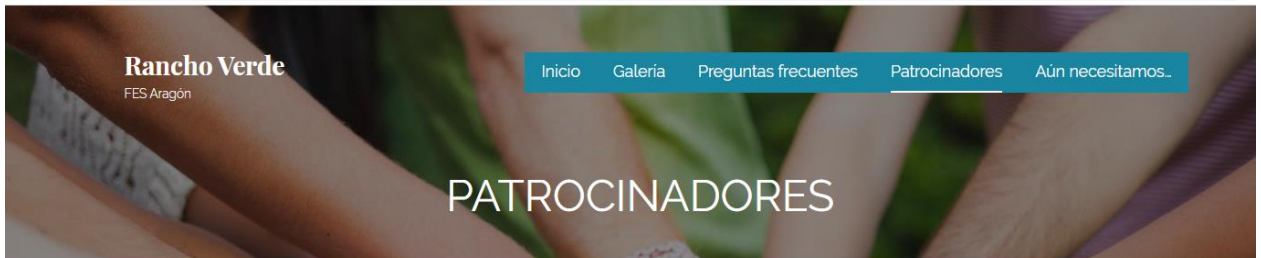 Rancho Verde
FES Aragón
Inicio Galería Preguntas frecuentes Patrocinadores Aún necesitamos...
PATROCINADORES